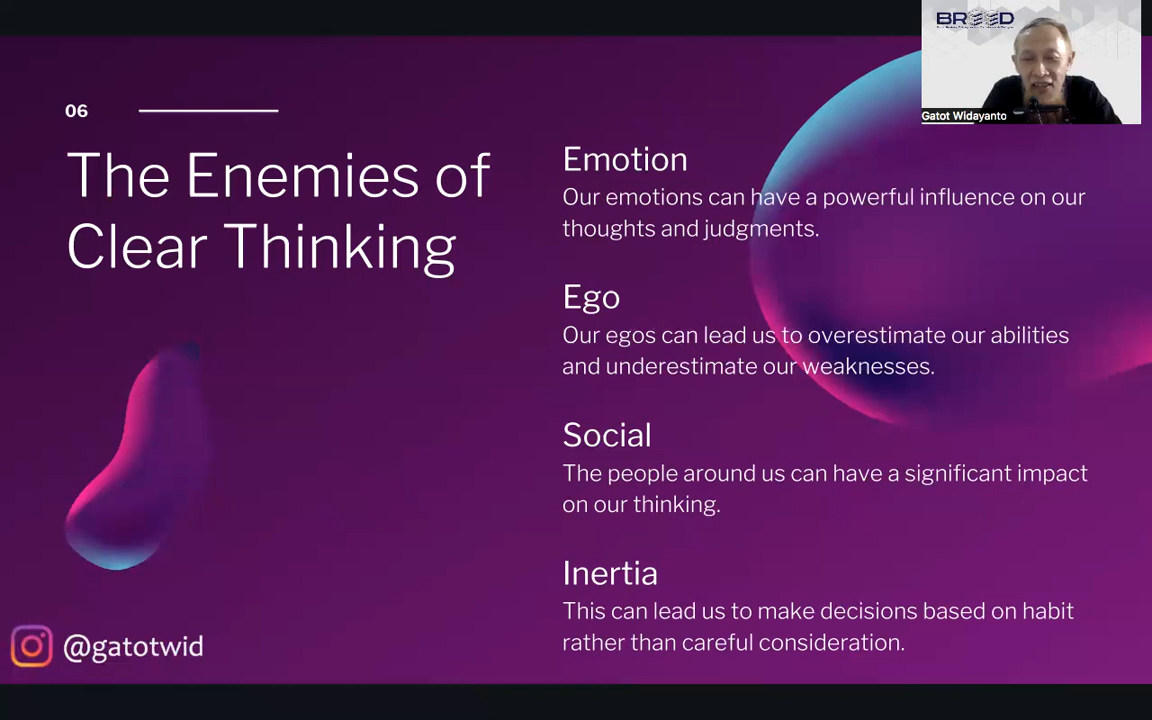 06
The Enemies of
Clear Thinking
Emotion
Our emotions can have a powerful influence on our
thoughts and judgments.
Ego
Our egos can lead us to overestimate our abilities
and underestimate our weaknesses.
Social
The people around us can have a significant impact
on our thinking.
Inertia
This can lead us to make decisions based on habit
rather than careful consideration.
@gatotwid
BREED
Gatot Widayanto